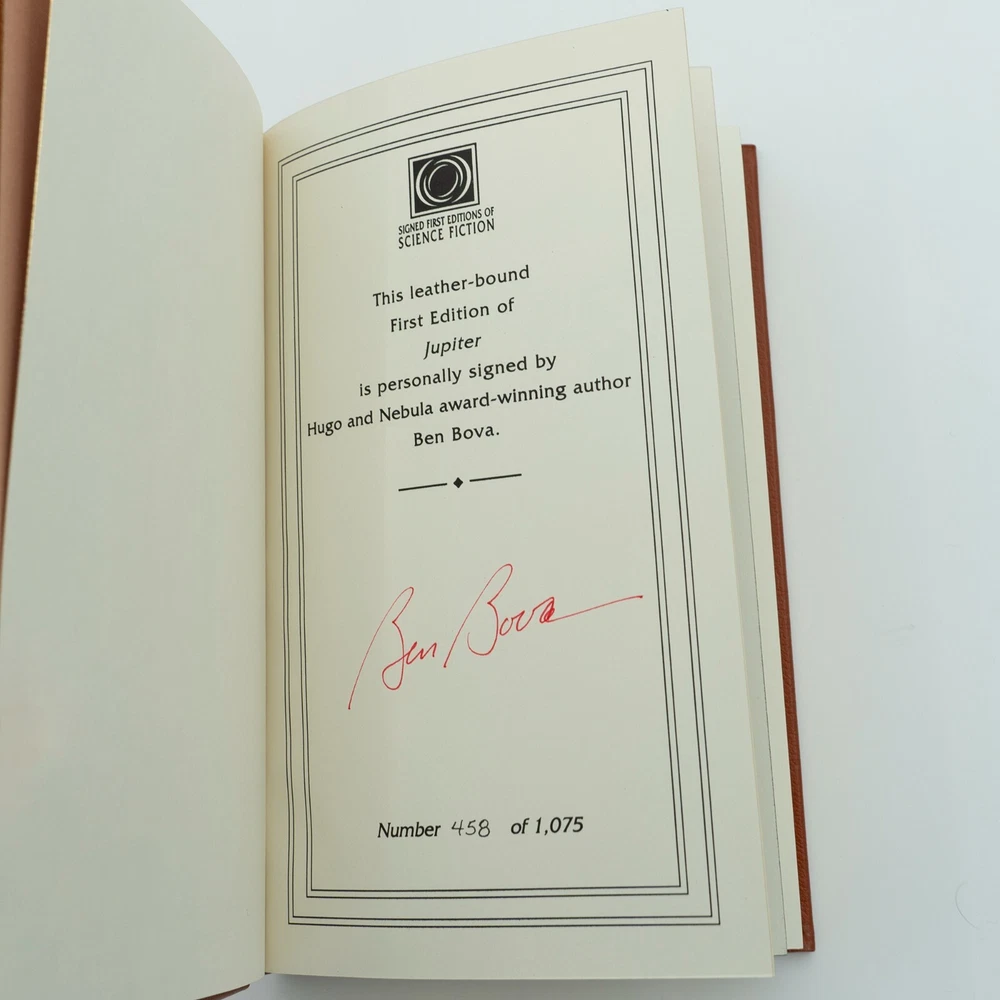 SIGNED FIRST EDITIONS OF
SCIENCE FICTION
This leather-bound
First Edition of
Jupiter
is personally signed by
Hugo and Nebula award-winning author
Ben Bova.
Ben Bova
Number 458 of 1,075